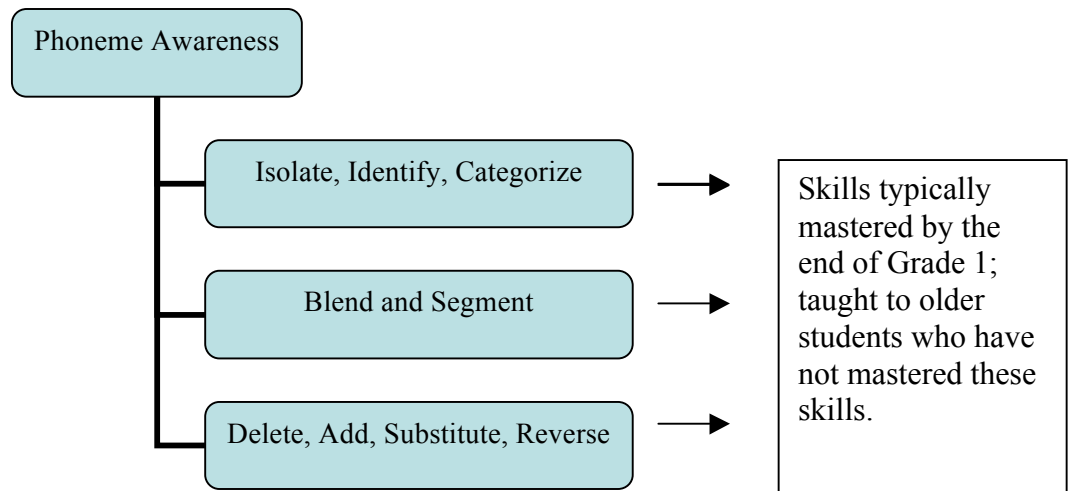 Phoneme Awareness
Isolate, Identify, Categorize
Blend and Segment
Delete, Add, Substitute, Reverse
Skills typically
mastered by the
end of Grade 1;
taught to older
students who have
not mastered these
skills.